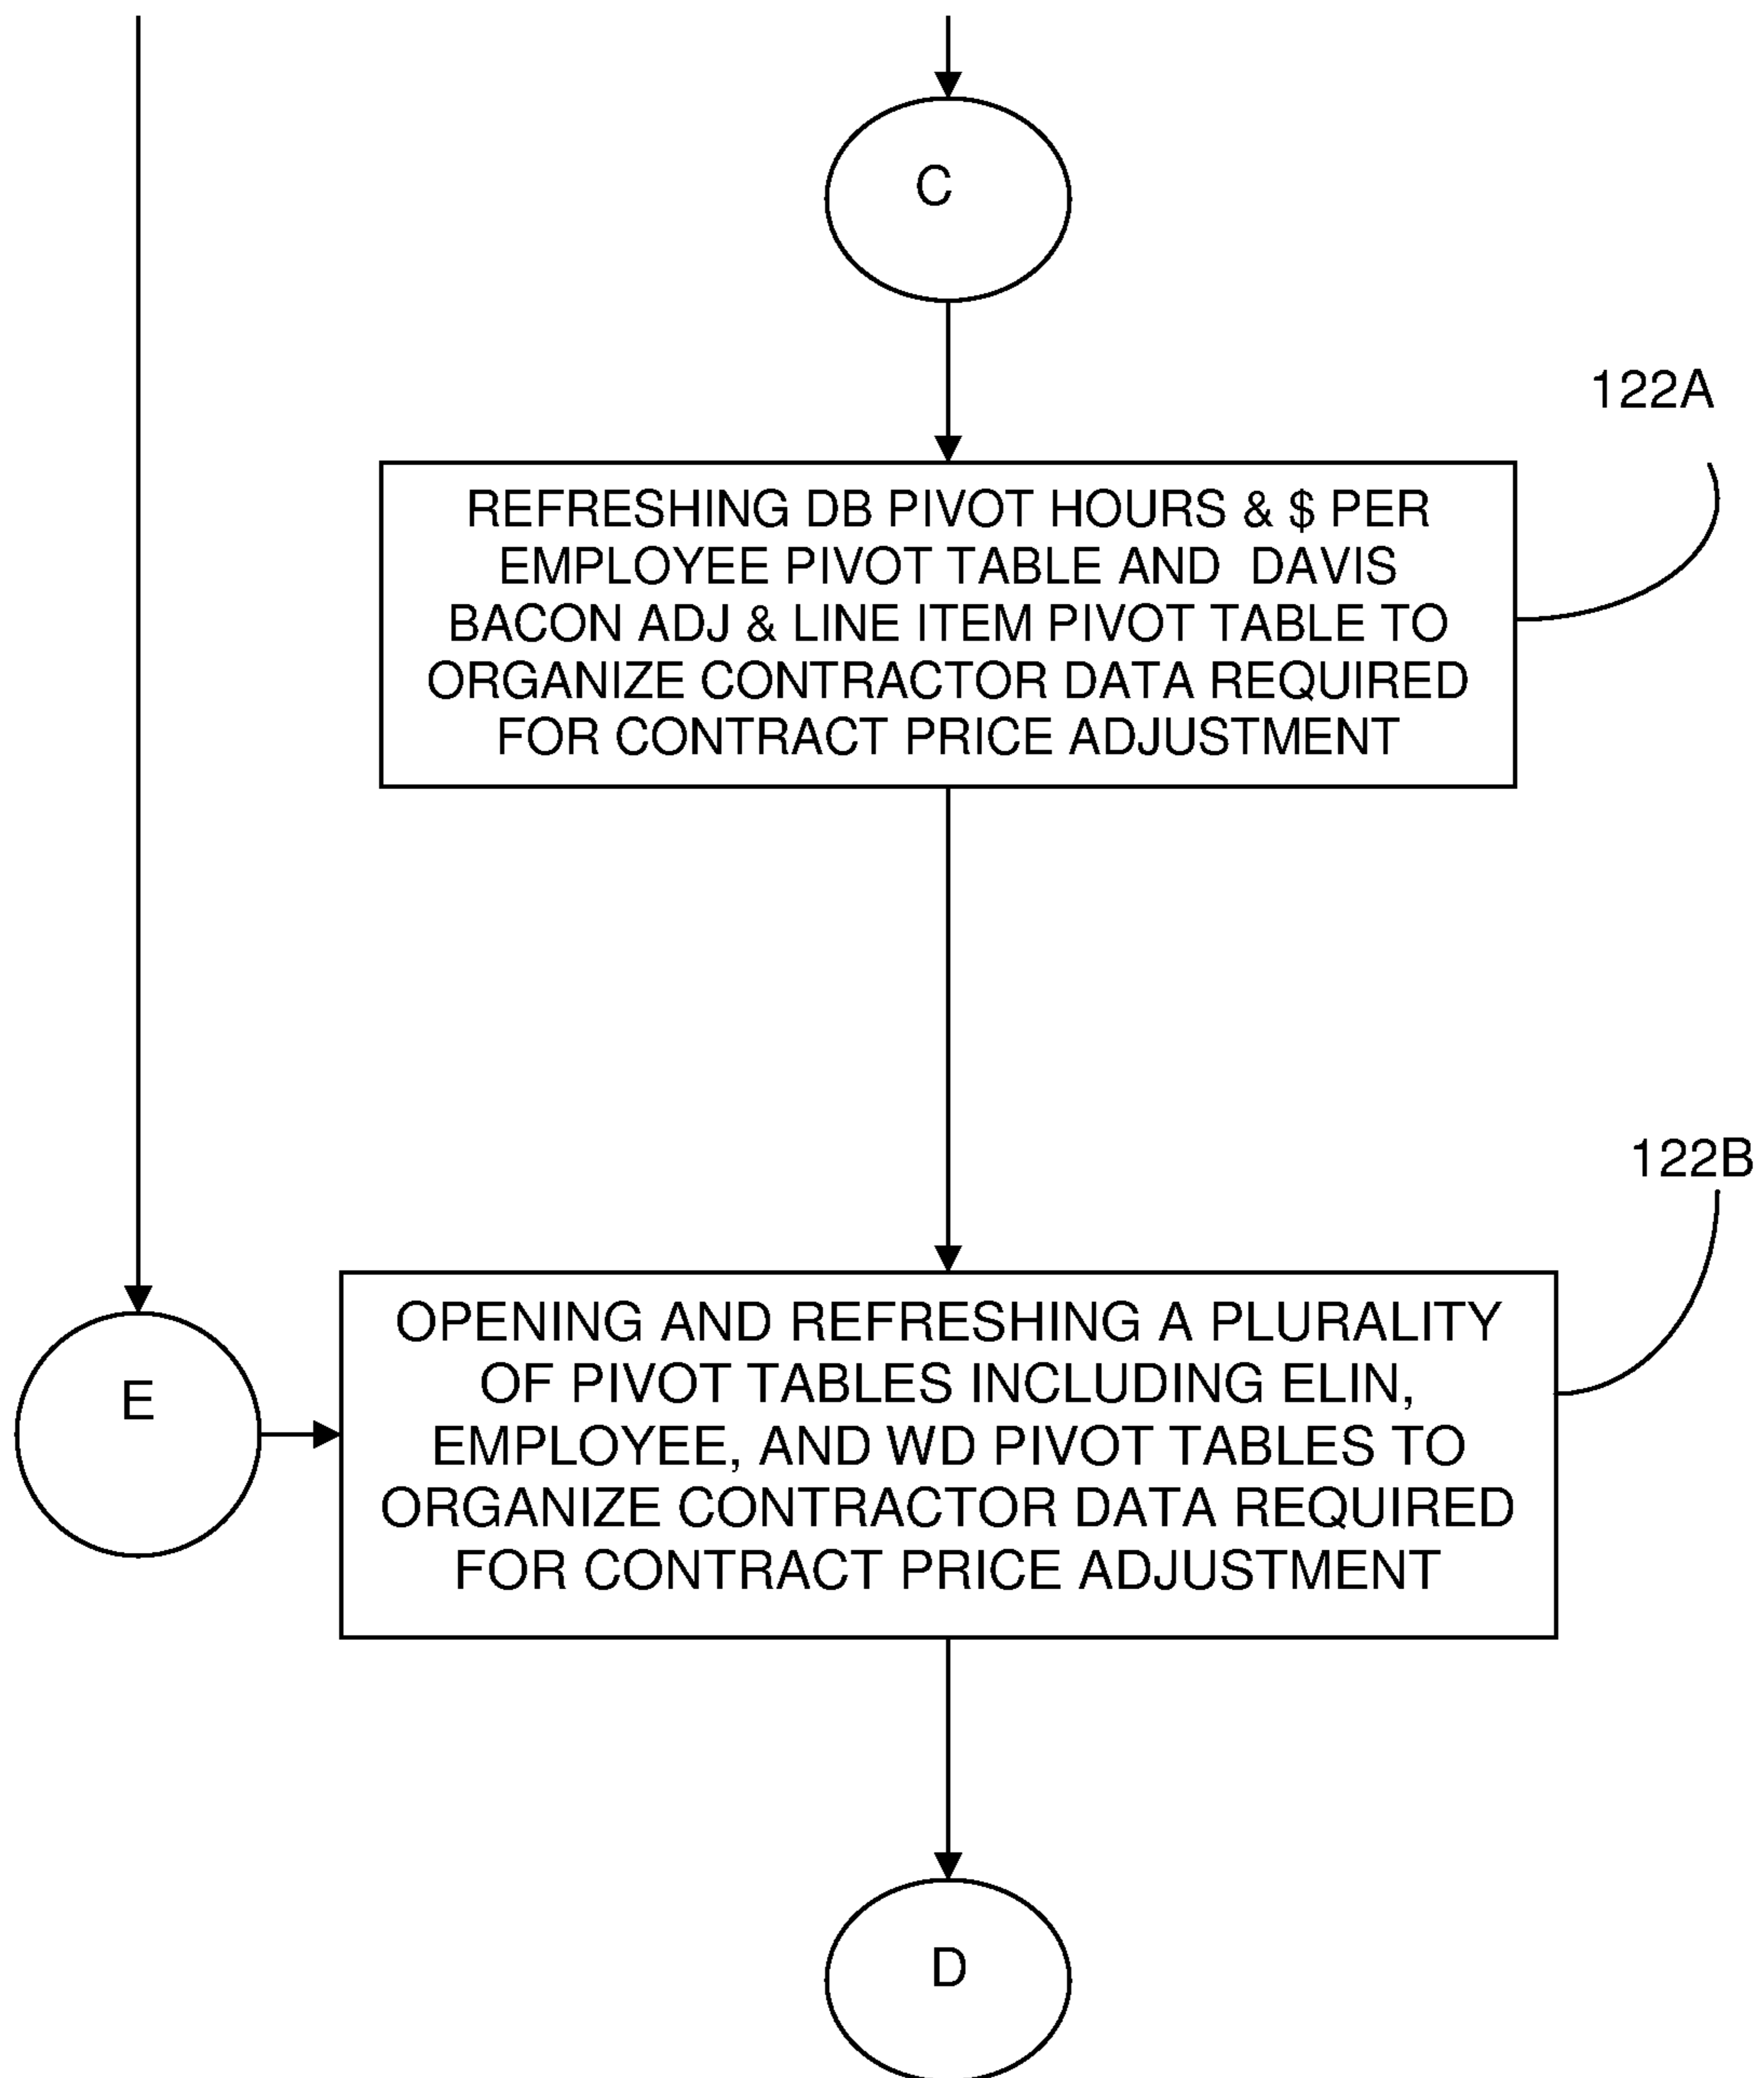 C
122A
REFRESHING DB PIVOT HOURS & $ PER
EMPLOYEE PIVOT TABLE AND DAVIS
BACON ADJ & LINE ITEM PIVOT TABLE TO
ORGANIZE CONTRACTOR DATA REQUIRED
FOR CONTRACT PRICE ADJUSTMENT
122B
OPENING AND REFRESHING A PLURALITY
OF PIVOT TABLES INCLUDING ELIN,
EMPLOYEE, AND WD PIVOT TABLES TO
ORGANIZE CONTRACTOR DATA REQUIRED
FOR CONTRACT PRICE ADJUSTMENT
E
D